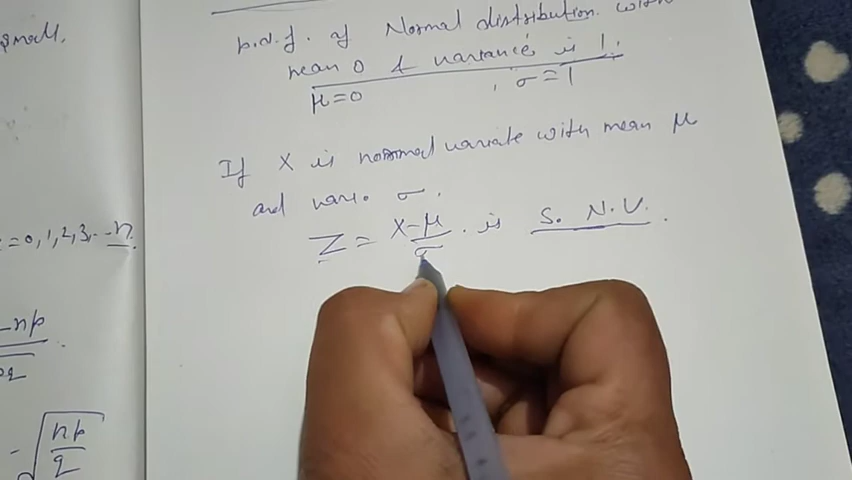 p.d.f. of Normal distribution with
mean 0 & variance is 1.
μ=0 , σ=1
If X is normal variate with mean μ
and vari. σ.
Z = X-μ/σ . is S. N.V.
=0,1,2,3,--n.
-np
√np/q